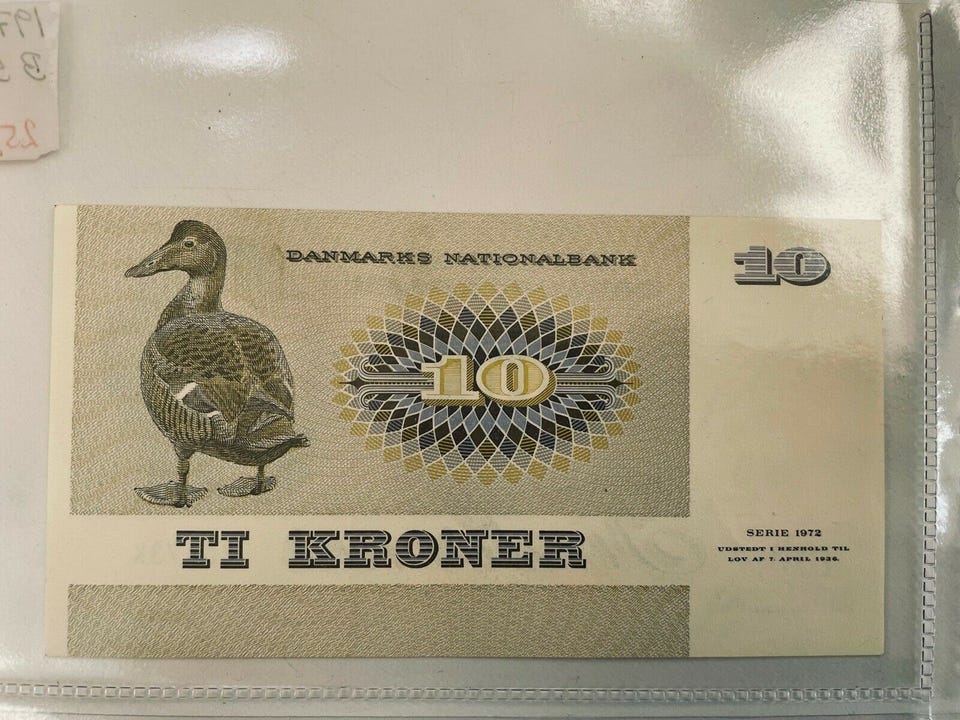 DANMARKS NATIONALBANK
10
10
TI KRONER
SERIE 1972
UDSTEDT I HENHOLD TIL
LOV AF 7. APRIL 1936.